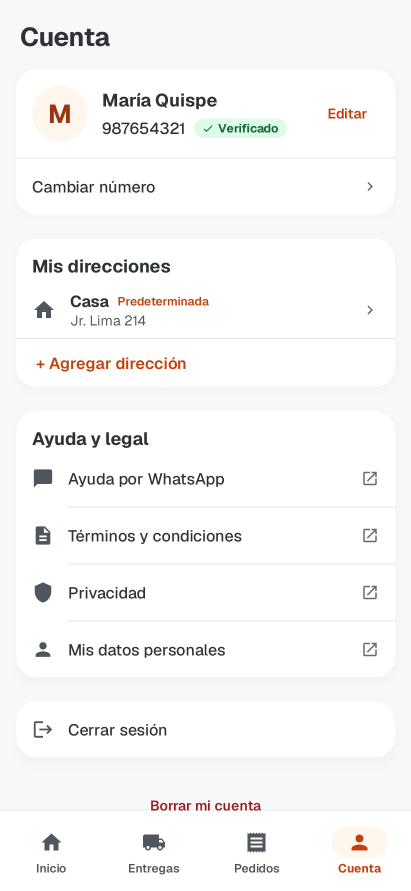 Cuenta
M
María Quispe
Editar
987654321 Verificado
Cambiar número
Mis direcciones
Casa Predeterminada
Jr. Lima 214
+ Agregar dirección
Ayuda y legal
Ayuda por WhatsApp
Términos y condiciones
Privacidad
Mis datos personales
Cerrar sesión
Borrar mi cuenta
Inicio Entregas Pedidos Cuenta